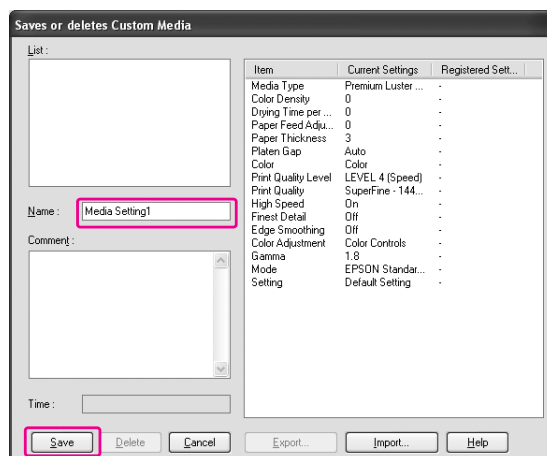 Saves or deletes Custom Media
List :
Name : Media Setting1
Comment :
Time :
Item Current Settings Registered Sett...
Media Type Premium Luster ... -
Color Density 0 -
Drying Time per ... 0 -
Paper Feed Adju... 0 -
Paper Thickness 3 -
Platen Gap Auto -
Color Color -
Print Quality Level LEVEL 4 (Speed) -
Print Quality SuperFine - 144... -
High Speed On -
Finest Detail Off -
Edge Smoothing Off -
Color Adjustment Color Controls -
Gamma 1.8 -
Mode EPSON Standar... -
Setting Default Setting -
Save Delete Cancel Export... Import... Help